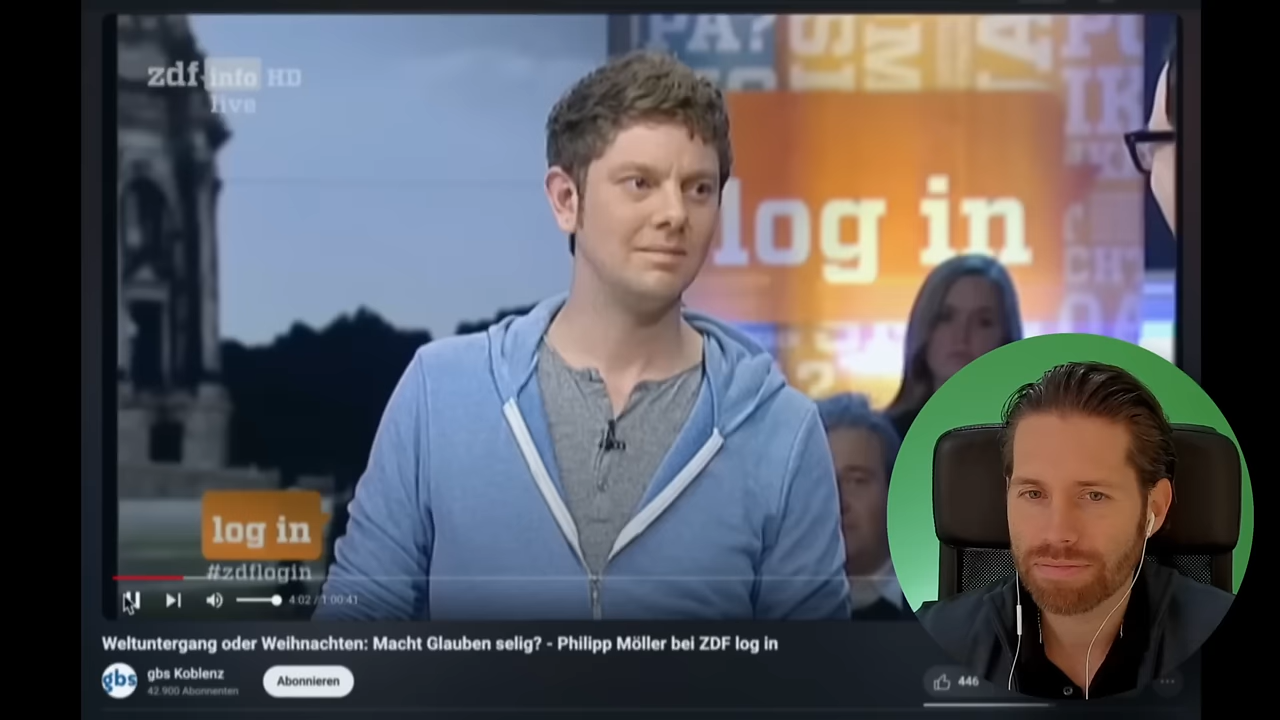 zdf info HD
live
PA?
log in
log in
#zdflogin
4:02 / 1:00:41
Weltuntergang oder Weihnachten: Macht Glauben selig? - Philipp Möller bei ZDF log in
gbs
gbs Koblenz
42.900 Abonnenten
Abonnieren
446